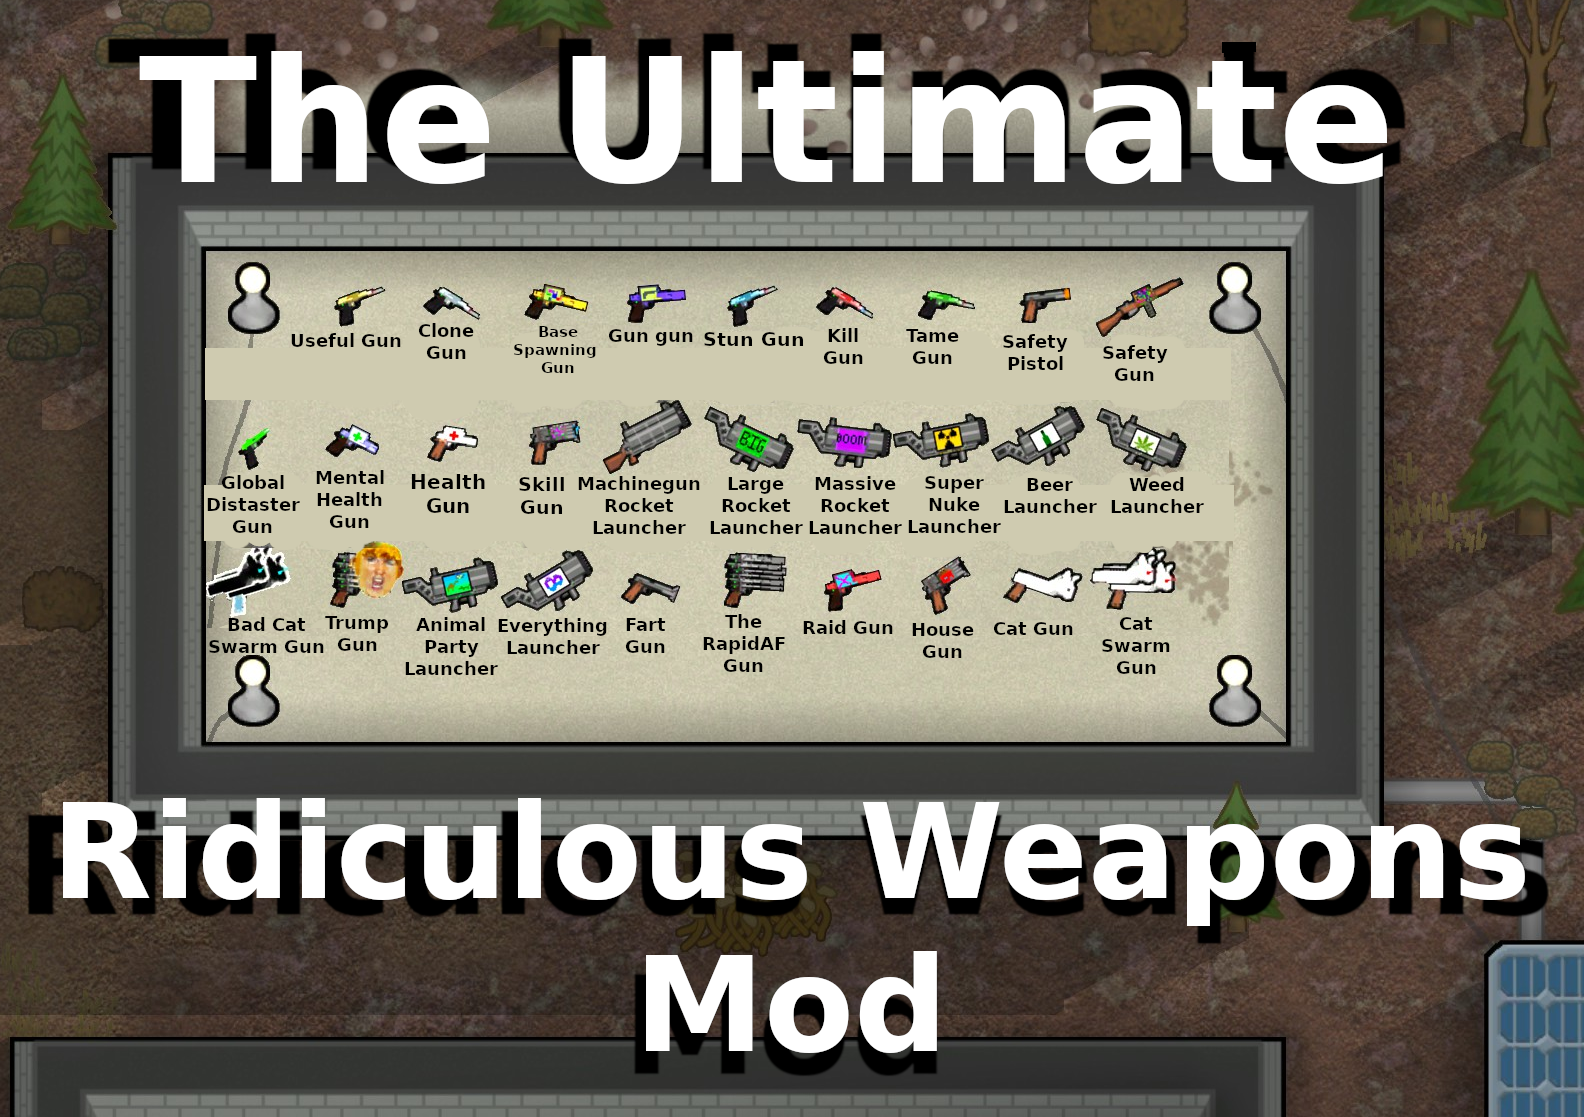 The Ultimate
Useful Gun
Clone
Gun
Base
Spawning
Gun
Gun gun
Stun Gun
Kill
Gun
Tame
Gun
Safety
Pistol
Safety
Gun
Global
Distaster
Gun
Mental
Health
Gun
Health
Gun
Skill
Gun
Machinegun
Rocket
Launcher
BIG
Large
Rocket
Launcher
BOOM
Massive
Rocket
Launcher
Super
Nuke
Launcher
Beer
Launcher
Weed
Launcher
Bad Cat
Swarm Gun
Trump
Gun
Animal
Party
Launcher
Everything
Launcher
Fart
Gun
The
RapidAF
Gun
Raid Gun
House
Gun
Cat Gun
Cat
Swarm
Gun
Ridiculous Weapons
Mod